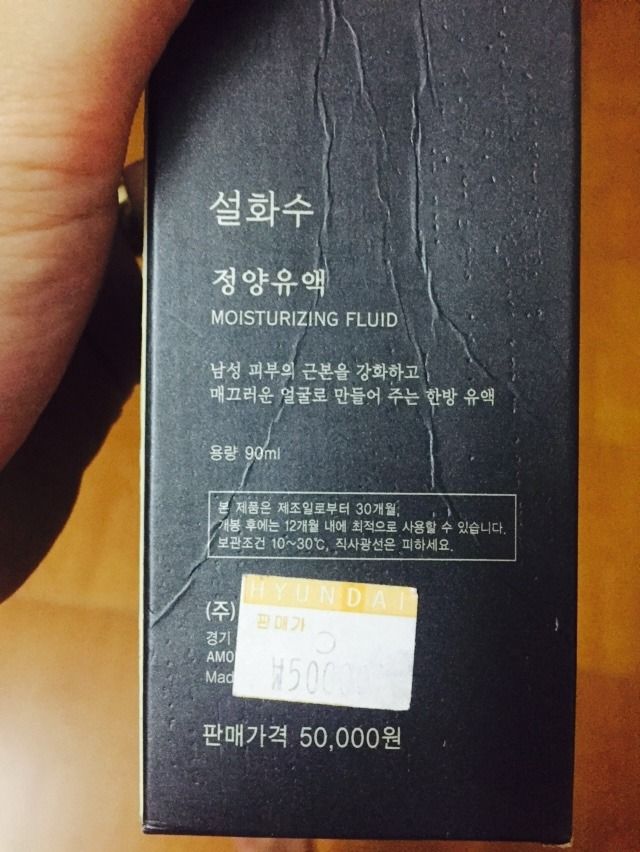 설화수
정양유액
MOISTURIZING FLUID
남성 피부의 근본을 강화하고
매끄러운 얼굴로 만들어 주는 한방 유액
용량 90ml
본 제품은 제조일로부터 30개월,
개봉 후에는 12개월 내에 최적으로 사용할 수 있습니다.
보관조건 10~30℃, 직사광선은 피하세요.
HYUNDAI
(주)
판매가
경기
AMO
₩50000
Mad
판매가격 50,000원